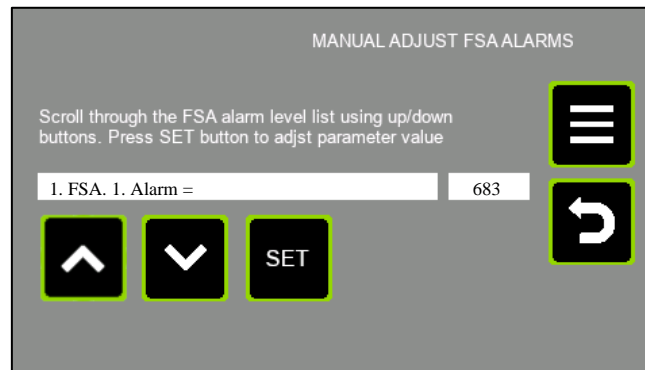 MANUAL ADJUST FSA ALARMS
Scroll through the FSA alarm level list using up/down
buttons. Press SET button to adjst parameter value
1. FSA. 1. Alarm = 683
SET